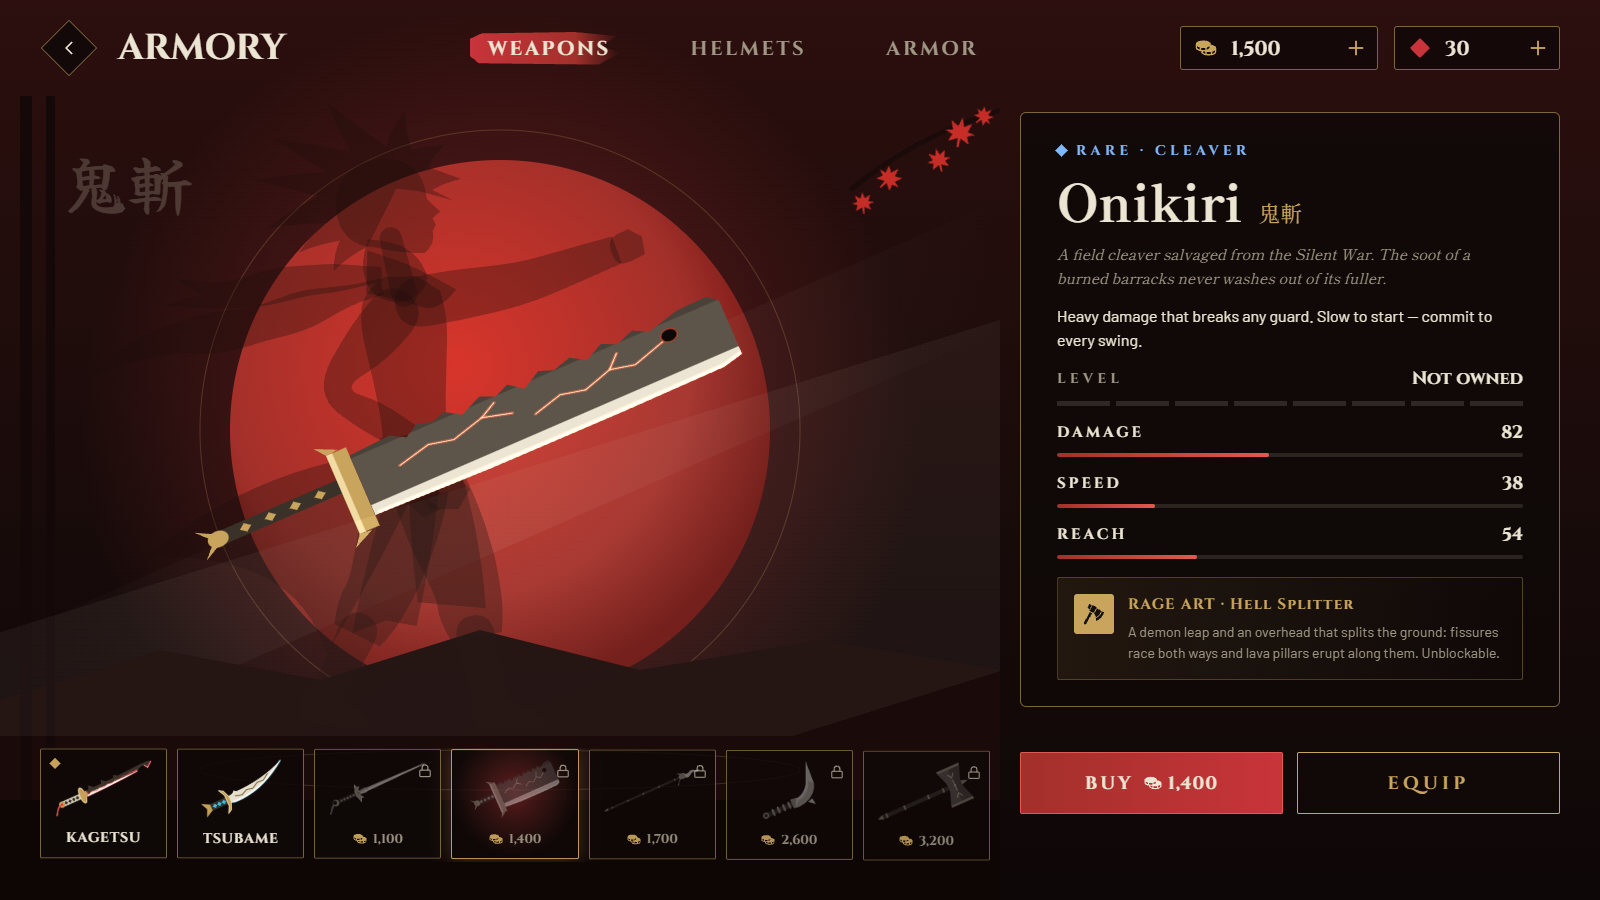 ARMORY
WEAPONS
HELMETS
ARMOR
1,500
30
鬼斬
RARE · CLEAVER
Onikiri 鬼斬
A field cleaver salvaged from the Silent War. The soot of a
burned barracks never washes out of its fuller.
Heavy damage that breaks any guard. Slow to start — commit to
every swing.
LEVEL
NOT OWNED
DAMAGE
82
SPEED
38
REACH
54
RAGE ART · HELL SPLITTER
A demon leap and an overhead that splits the ground: fissures
race both ways and lava pillars erupt along them. Unblockable.
KAGETSU
TSUBAME
1,100
1,400
1,700
2,600
3,200
BUY 1,400
EQUIP